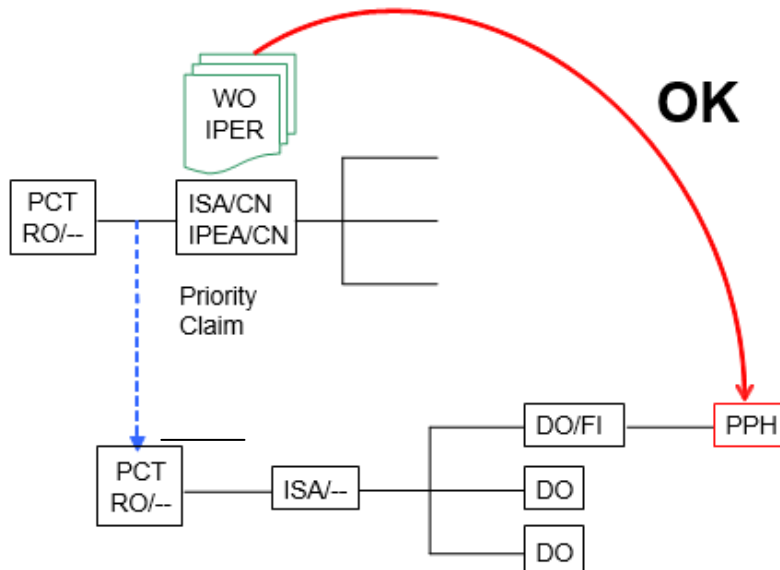 WO
IPER
OK
PCT
RO/--
ISA/CN
IPEA/CN
Priority
Claim
DO/FI
PPH
PCT
RO/--
ISA/--
DO
DO